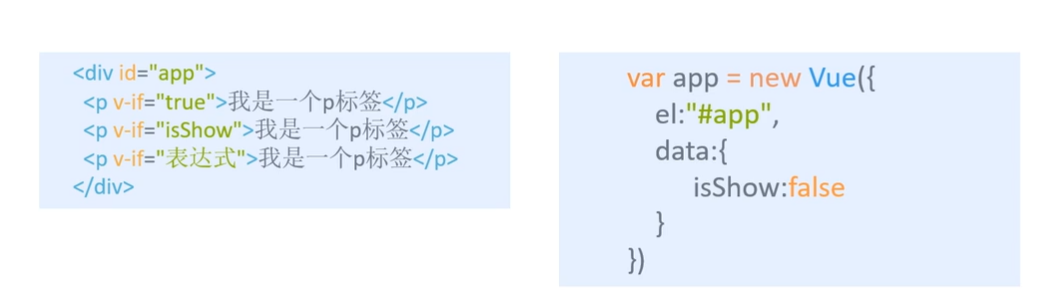 <div id="app">
<p v-if="true">我是一个p标签</p>
<p v-if="isShow">我是一个p标签</p>
<p v-if="表达式">我是一个p标签</p>
</div>
var app = new Vue({
el:"#app",
data:{
isShow:false
}
})